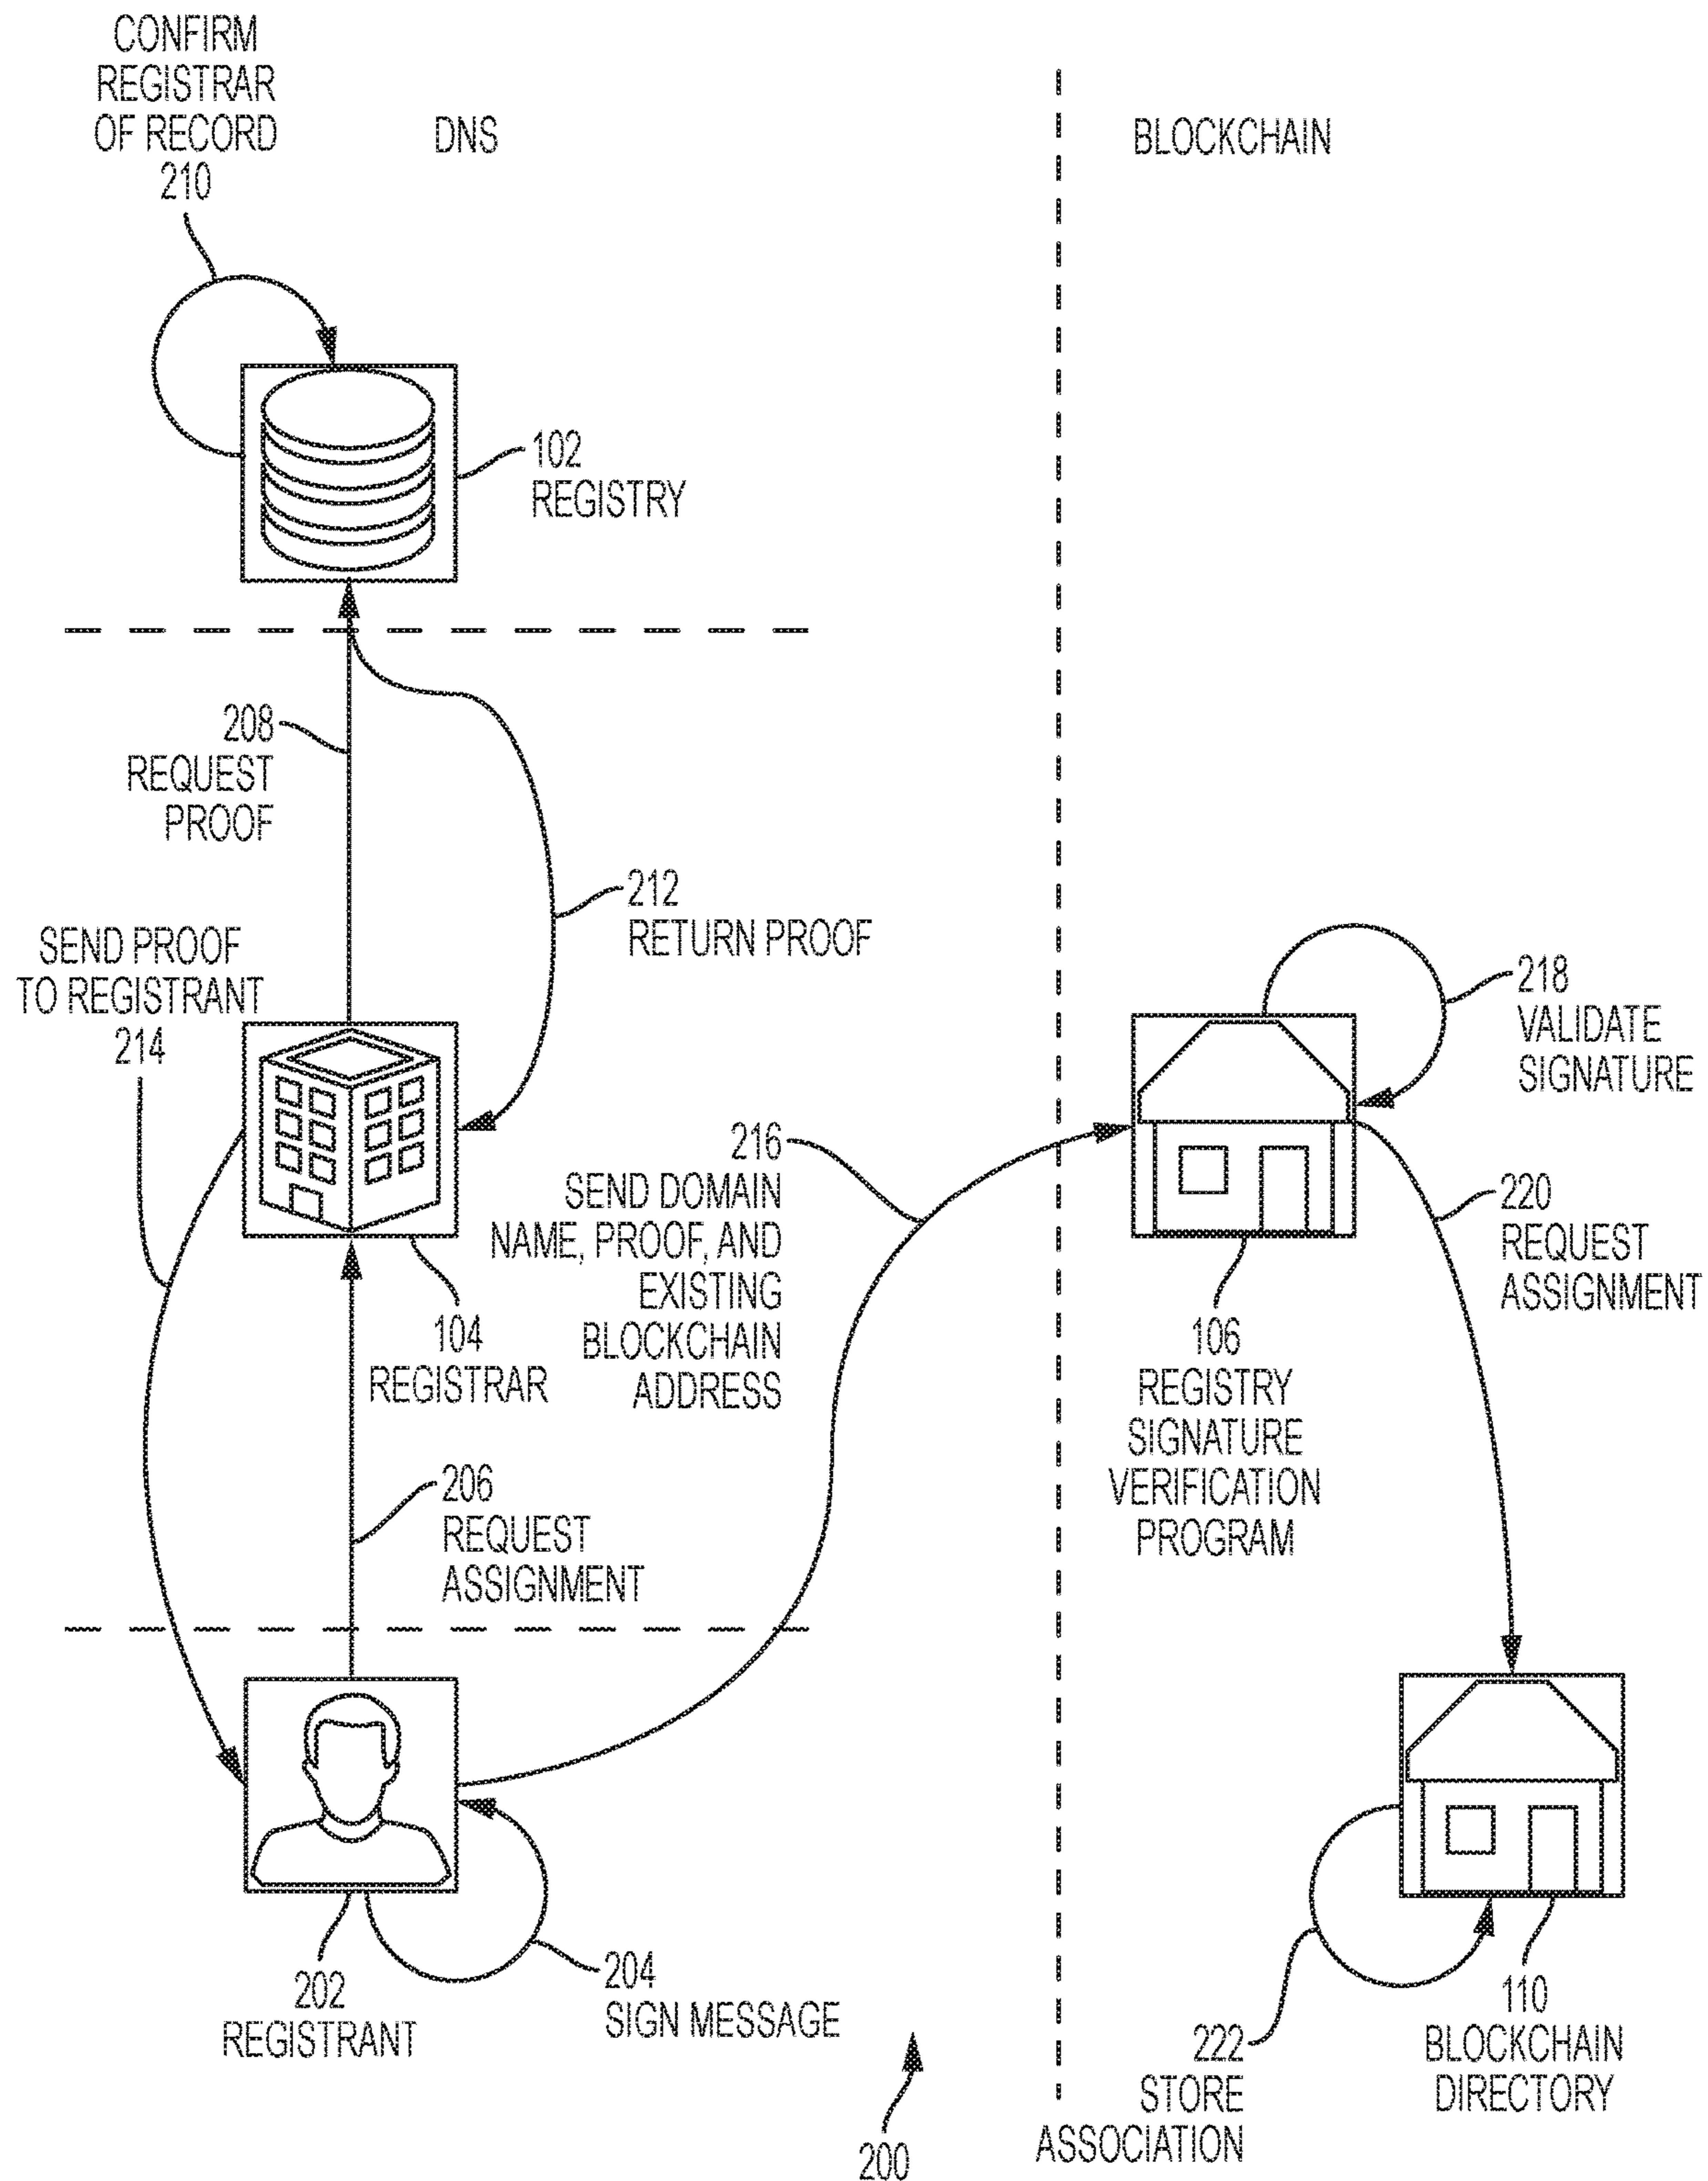 CONFIRM
REGISTRAR
OF RECORD
210
DNS
BLOCKCHAIN
102
REGISTRY
208
REQUEST
PROOF
212
RETURN PROOF
SEND PROOF
TO REGISTRANT
214
218
VALIDATE
SIGNATURE
216
SEND DOMAIN
NAME, PROOF, AND
EXISTING
BLOCKCHAIN
ADDRESS
220
REQUEST
ASSIGNMENT
104
REGISTRAR
106
REGISTRY
SIGNATURE
VERIFICATION
PROGRAM
206
REQUEST
ASSIGNMENT
202
REGISTRANT
204
SIGN MESSAGE
110
BLOCKCHAIN
DIRECTORY
222
STORE
ASSOCIATION
200